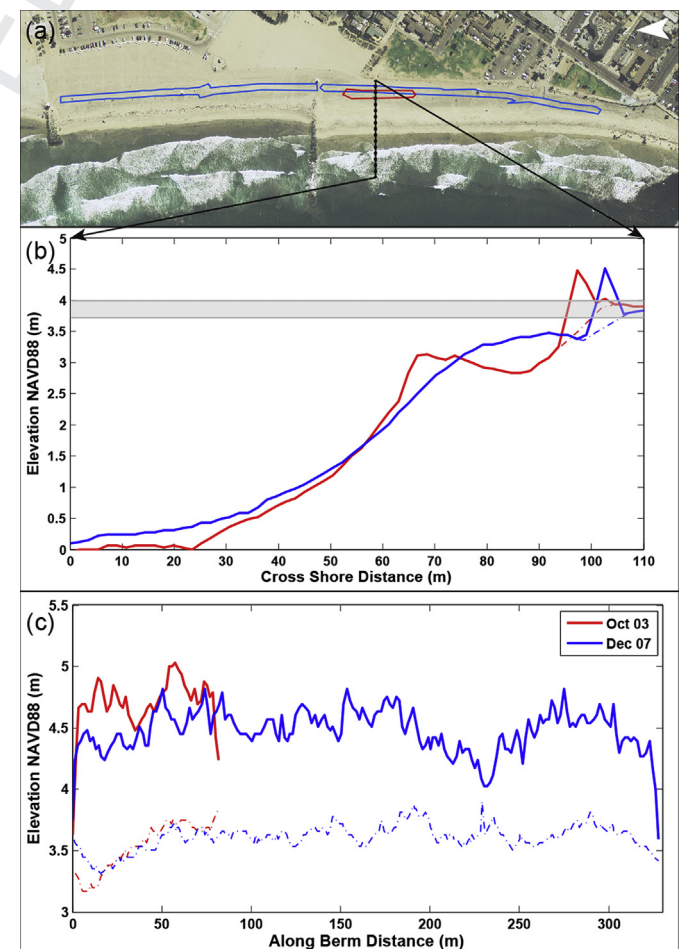 (a)
(b)
Elevation NAVD88 (m)
5
4.5
4
3.5
3
2.5
2
1.5
1
0.5
0
0 10 20 30 40 50 60 70 80 90 100 110
Cross Shore Distance (m)
(c)
Elevation NAVD88 (m)
5.5
5
4.5
4
3.5
3
Oct 03
Dec 07
0 50 100 150 200 250 300
Along Berm Distance (m)